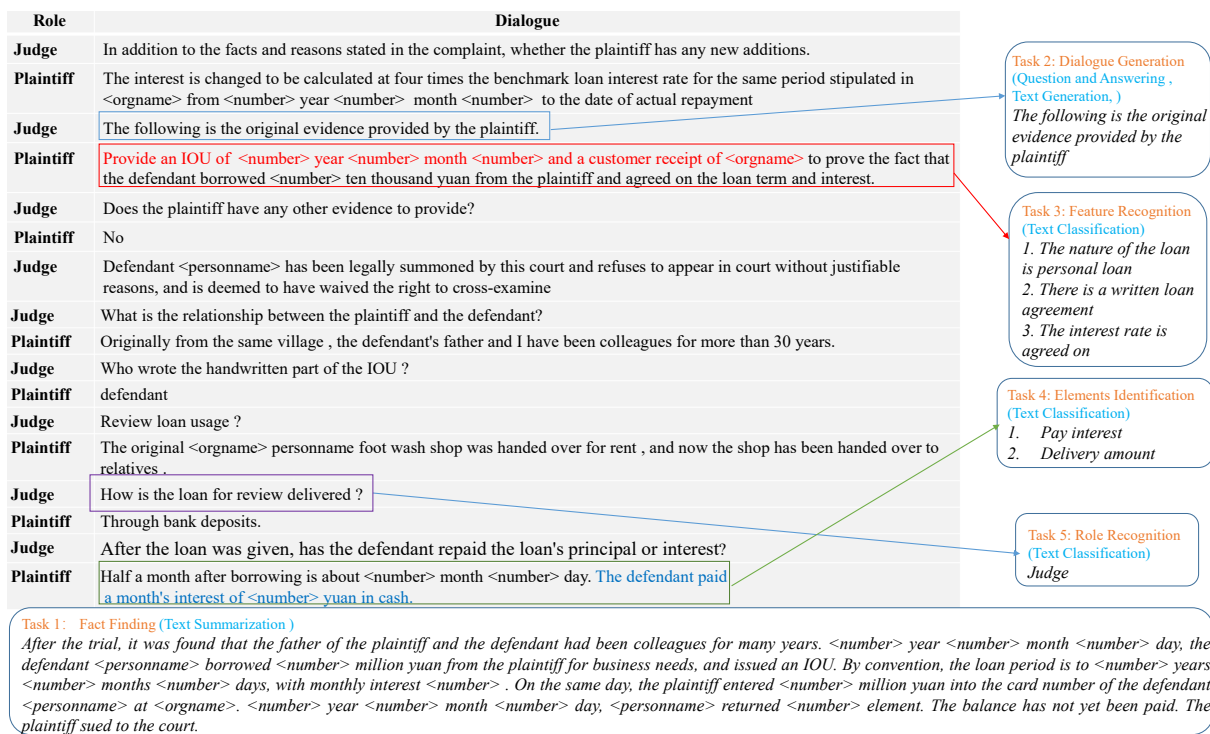 Role Dialogue
Judge In addition to the facts and reasons stated in the complaint, whether the plaintiff has any new additions.
Plaintiff The interest is changed to be calculated at four times the benchmark loan interest rate for the same period stipulated in
<orgname> from <number> year <number> month <number> to the date of actual repayment
Judge The following is the original evidence provided by the plaintiff.
Plaintiff Provide an IOU of <number> year <number> month <number> and a customer receipt of <orgname> to prove the fact that
the defendant borrowed <number> ten thousand yuan from the plaintiff and agreed on the loan term and interest.
Judge Does the plaintiff have any other evidence to provide?
Plaintiff No
Judge Defendant <personname> has been legally summoned by this court and refuses to appear in court without justifiable
reasons, and is deemed to have waived the right to cross-examine
Judge What is the relationship between the plaintiff and the defendant?
Plaintiff Originally from the same village , the defendant's father and I have been colleagues for more than 30 years.
Judge Who wrote the handwritten part of the IOU ?
Plaintiff defendant
Judge Review loan usage ?
Plaintiff The original <orgname> personname foot wash shop was handed over for rent , and now the shop has been handed over to
relatives .
Judge How is the loan for review delivered ?
Plaintiff Through bank deposits.
Judge After the loan was given, has the defendant repaid the loan's principal or interest?
Plaintiff Half a month after borrowing is about <number> month <number> day. The defendant paid
a month's interest of <number> yuan in cash.
Task 2: Dialogue Generation
(Question and Answering ,
Text Generation, )
The following is the original
evidence provided by the
plaintiff
Task 3: Feature Recognition
(Text Classification)
1. The nature of the loan
is personal loan
2. There is a written loan
agreement
3. The interest rate is
agreed on
Task 4: Elements Identification
(Text Classification)
1. Pay interest
2. Delivery amount
Task 5: Role Recognition
(Text Classification)
Judge
Task 1: Fact Finding (Text Summarization )
After the trial, it was found that the father of the plaintiff and the defendant had been colleagues for many years. <number> year <number> month <number> day, the
defendant <personname> borrowed <number> million yuan from the plaintiff for business needs, and issued an IOU. By convention, the loan period is to <number> years
<number> months <number> days, with monthly interest <number> . On the same day, the plaintiff entered <number> million yuan into the card number of the defendant
<personname> at <orgname>. <number> year <number> month <number> day, <personname> returned <number> element. The balance has not yet been paid. The
plaintiff sued to the court.